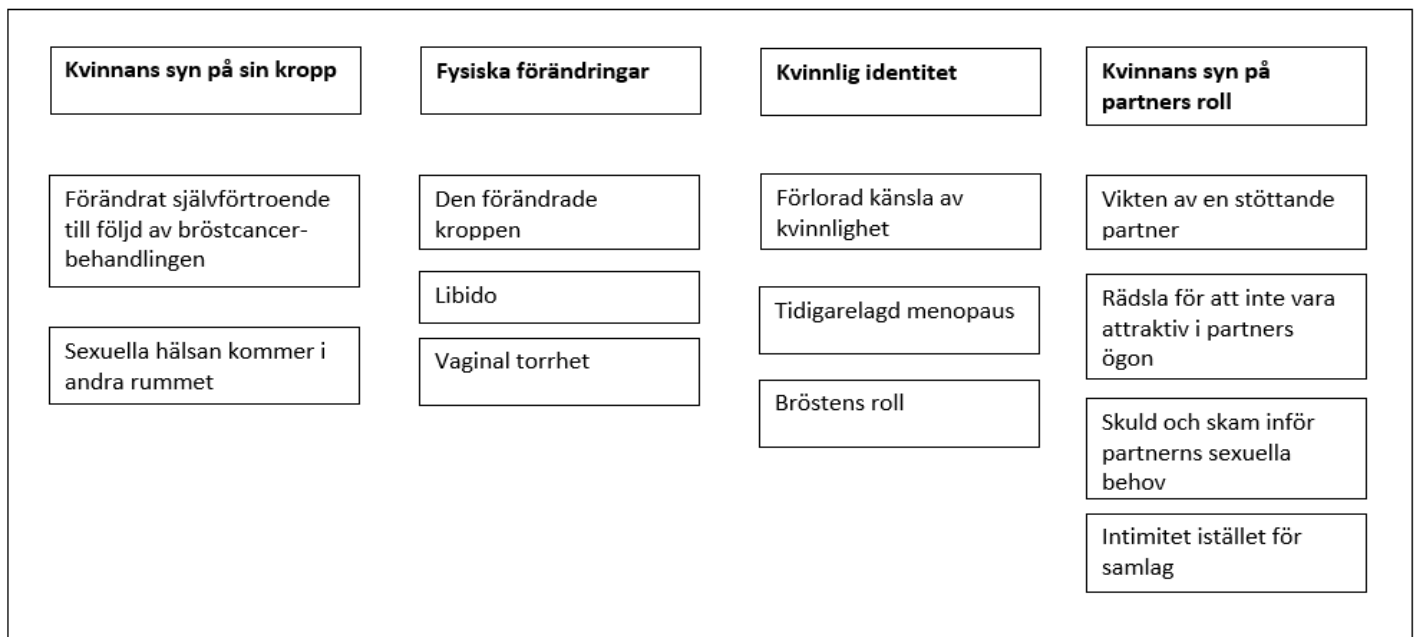 Kvinnans syn på sin kropp
Förändrat självförtroende
till följd av bröstcancer-
behandlingen
Sexuella hälsan kommer i
andra rummet
Fysiska förändringar
Den förändrade
kroppen
Libido
Vaginal torrhet
Kvinnlig identitet
Förlorad känsla av
kvinnlighet
Tidigarelagd menopaus
Bröstens roll
Kvinnans syn på
partners roll
Vikten av en stöttande
partner
Rädsla för att inte vara
attraktiv i partners
ögon
Skuld och skam inför
partnerns sexuella
behov
Intimitet istället för
samlag